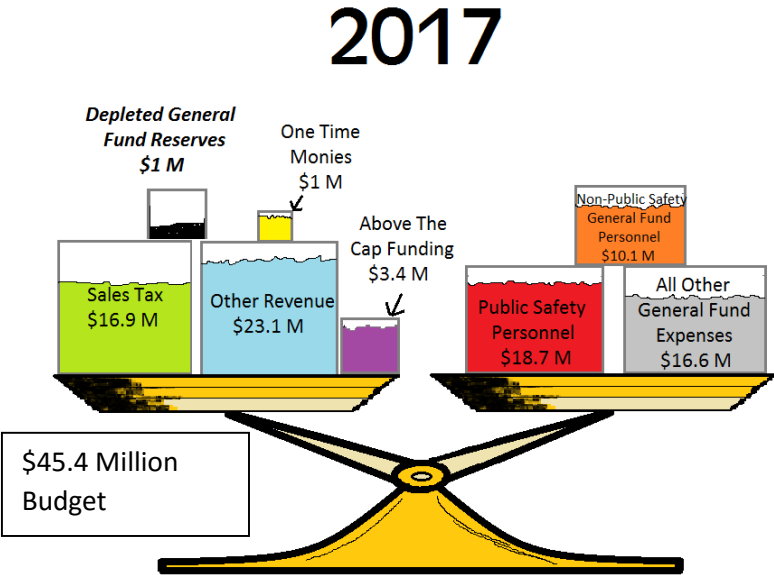 2017
Depleted General
Fund Reserves
$1 M
One Time
Monies
$1 M
Above The
Cap Funding
$3.4 M
Sales Tax
$16.9 M
Other Revenue
$23.1 M
Non-Public Safety
General Fund
Personnel
$10.1 M
Public Safety
Personnel
$18.7 M
All Other
General Fund
Expenses
$16.6 M
$45.4 Million
Budget